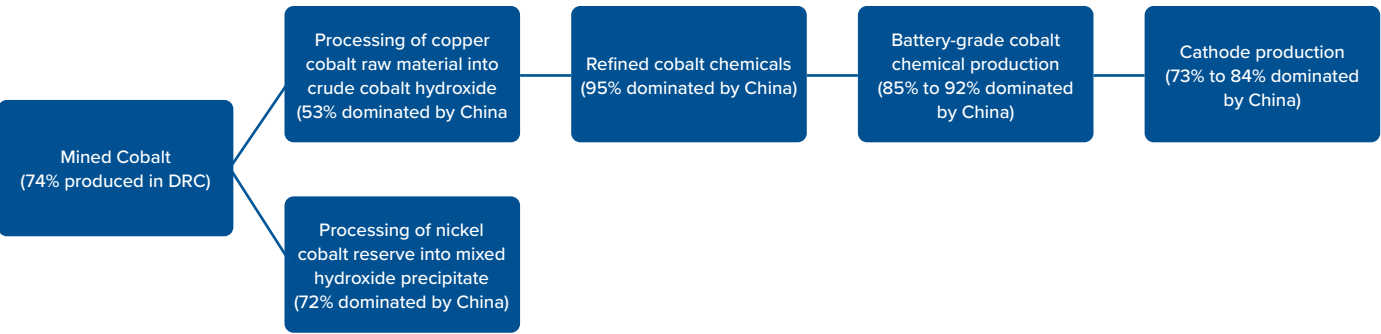 Mined Cobalt
(74% produced in DRC)
Processing of copper
cobalt raw material into
crude cobalt hydroxide
(53% dominated by China
Processing of nickel
cobalt reserve into mixed
hydroxide precipitate
(72% dominated by China)
Refined cobalt chemicals
(95% dominated by China)
Battery-grade cobalt
chemical production
(85% to 92% dominated
by China)
Cathode production
(73% to 84% dominated
by China)